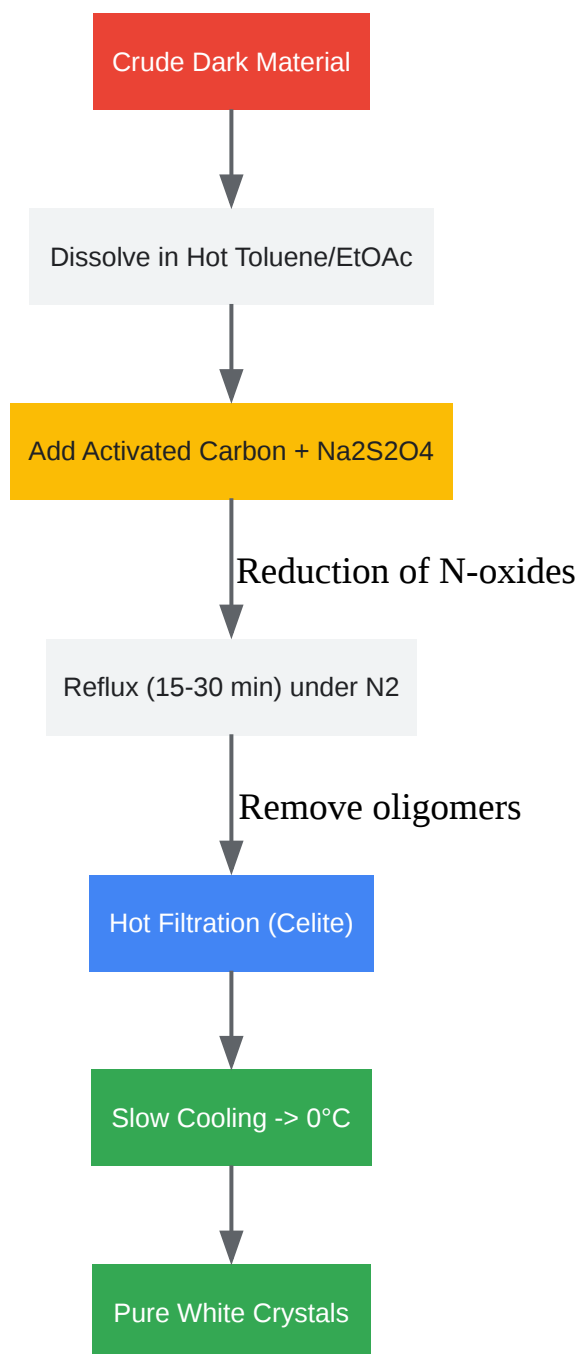 Crude Dark Material
Dissolve in Hot Toluene/EtOAc
Add Activated Carbon + Na2S2O4
Reduction of N-oxides
Reflux (15-30 min) under N2
Remove oligomers
Hot Filtration (Celite)
Slow Cooling -> 0°C
Pure White Crystals